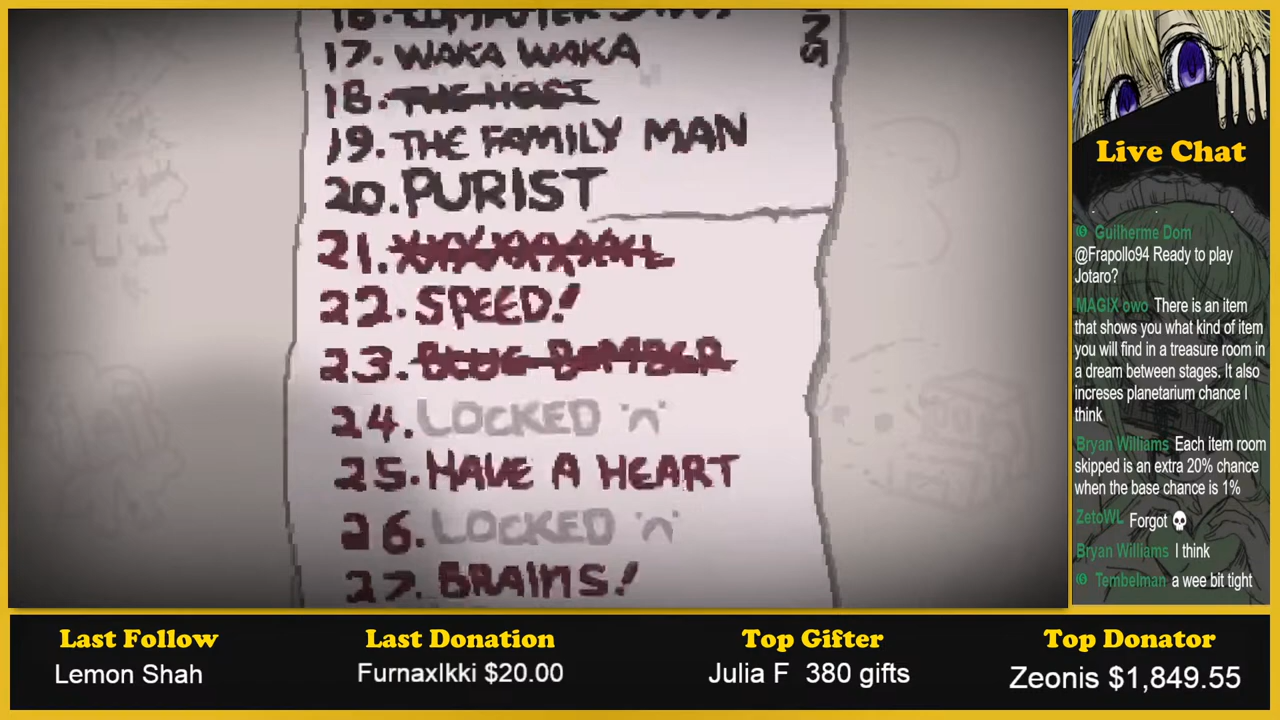 17. WAKA WAKA
18. THE HOST
19. THE FAMILY MAN
20. PURIST
21.
22. SPEED!
23. BLUE BOMBER
24. LOCKED
25. HAVE A HEART
26. LOCKED
27. BRAINS!
Live Chat
Guilherme Dom
@Frapollo94 Ready to play
Jotaro?
MAGIX owo There is an item
that shows you what kind of item
you will find in a treasure room in
a dream between stages. It also
increses planetarium chance I
think
Bryan Williams Each item room
skipped is an extra 20% chance
when the base chance is 1%
ZetoWL Forgot 💀
Bryan Williams I think
Tembelman a wee bit tight
Last Follow
Lemon Shah
Last Donation
FurnaxIkki $20.00
Top Gifter
Julia F 380 gifts
Top Donator
Zeonis $1,849.55